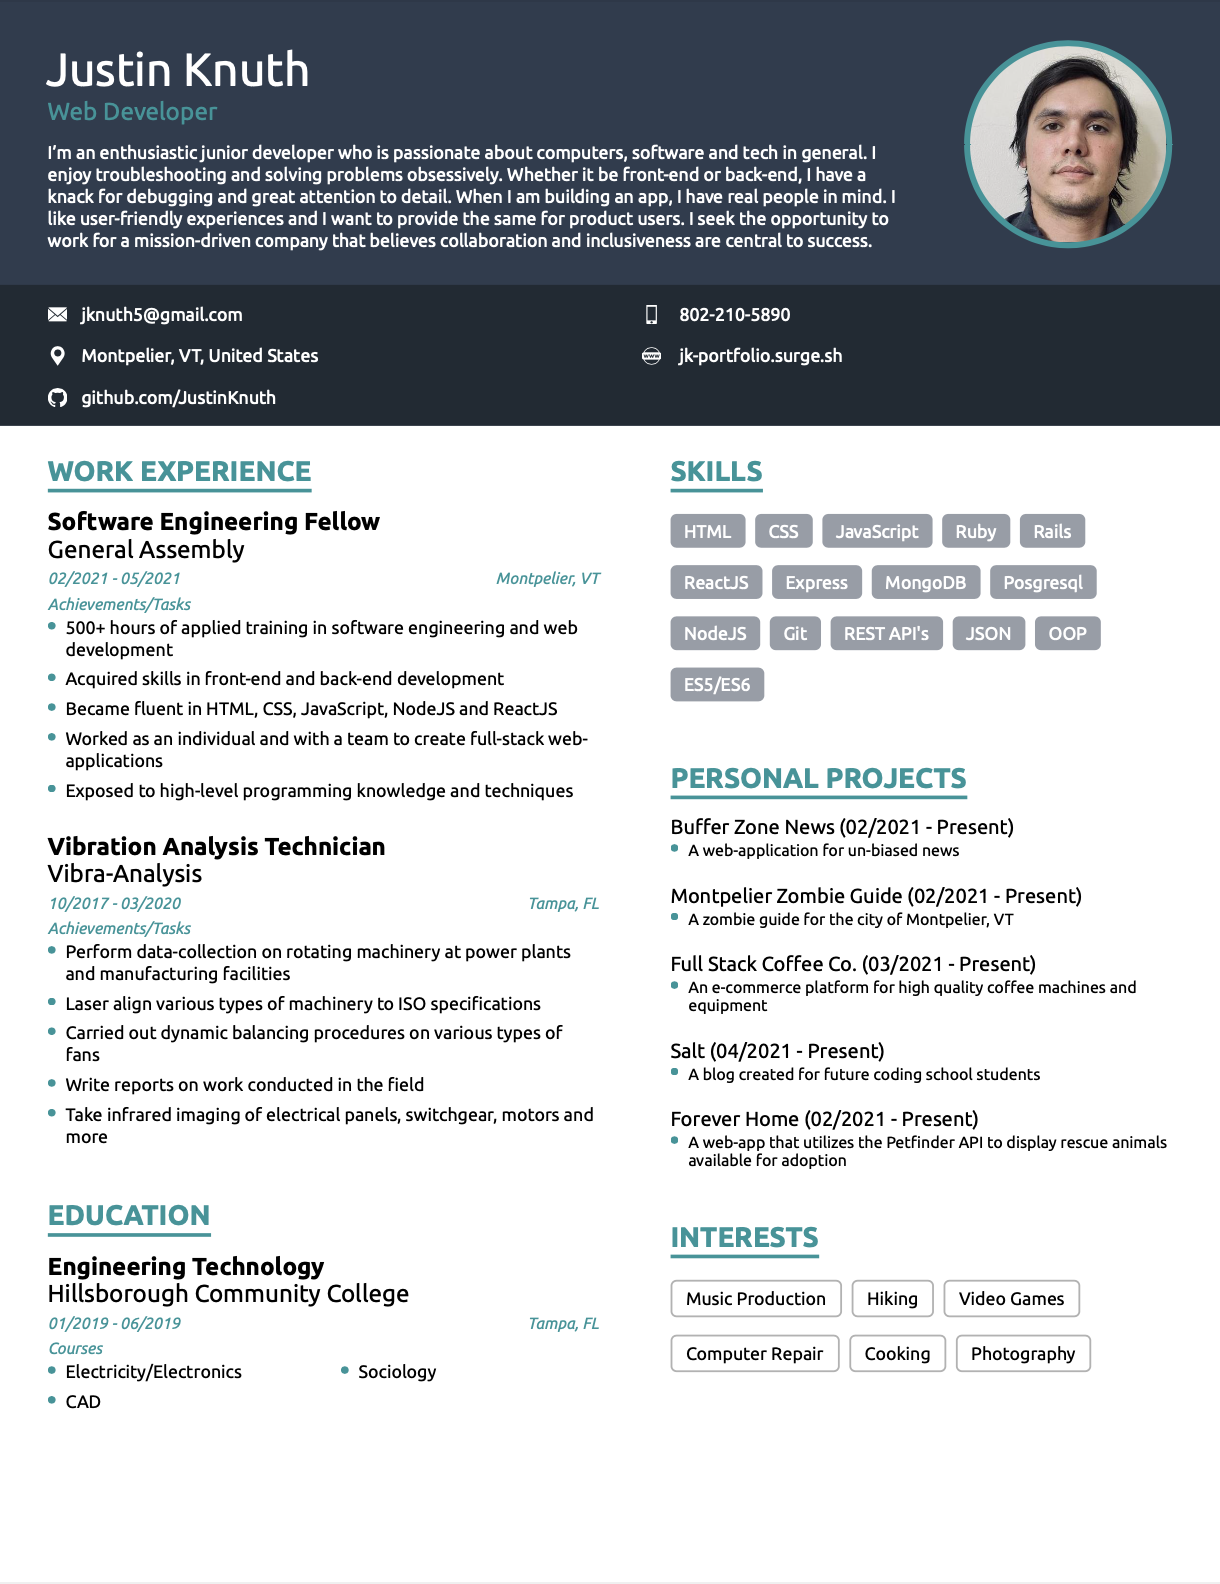 Justin Knuth
Web Developer
I'm an enthusiastic junior developer who is passionate about computers, software and tech in general. I
enjoy troubleshooting and solving problems obsessively. Whether it be front-end or back-end, I have a
knack for debugging and great attention to detail. When I am building an app, I have real people in mind. I
like user-friendly experiences and I want to provide the same for product users. I seek the opportunity to
work for a mission-driven company that believes collaboration and inclusiveness are central to success.
jknuth5@gmail.com
802-210-5890
Montpelier, VT, United States
www
jk-portfolio.surge.sh
github.com/JustinKnuth
WORK EXPERIENCE
Software Engineering Fellow
General Assembly
02/2021 - 05/2021
Montpelier, VT
Achievements/Tasks
500+ hours of applied training in software engineering and web
development
Acquired skills in front-end and back-end development
Became fluent in HTML, CSS, JavaScript, NodeJS and ReactJS
Worked as an individual and with a team to create full-stack web-
applications
Exposed to high-level programming knowledge and techniques
Vibration Analysis Technician
Vibra-Analysis
10/2017 - 03/2020
Tampa, FL
Achievements/Tasks
Perform data-collection on rotating machinery at power plants
and manufacturing facilities
Laser align various types of machinery to ISO specifications
Carried out dynamic balancing procedures on various types of
fans
Write reports on work conducted in the field
Take infrared imaging of electrical panels, switchgear, motors and
more
EDUCATION
Engineering Technology
Hillsborough Community College
01/2019 - 06/2019
Tampa, FL
Courses
Electricity/Electronics
Sociology
CAD
SKILLS
HTML CSS JavaScript Ruby Rails
ReactJS Express MongoDB Posgresql
NodeJS Git REST API's JSON OOP
ES5/ES6
PERSONAL PROJECTS
Buffer Zone News (02/2021 - Present)
A web-application for un-biased news
Montpelier Zombie Guide (02/2021 - Present)
A zombie guide for the city of Montpelier, VT
Full Stack Coffee Co. (03/2021 - Present)
An e-commerce platform for high quality coffee machines and
equipment
Salt (04/2021 - Present)
A blog created for future coding school students
Forever Home (02/2021 - Present)
A web-app that utilizes the Petfinder API to display rescue animals
available for adoption
INTERESTS
Music Production Hiking Video Games
Computer Repair Cooking Photography